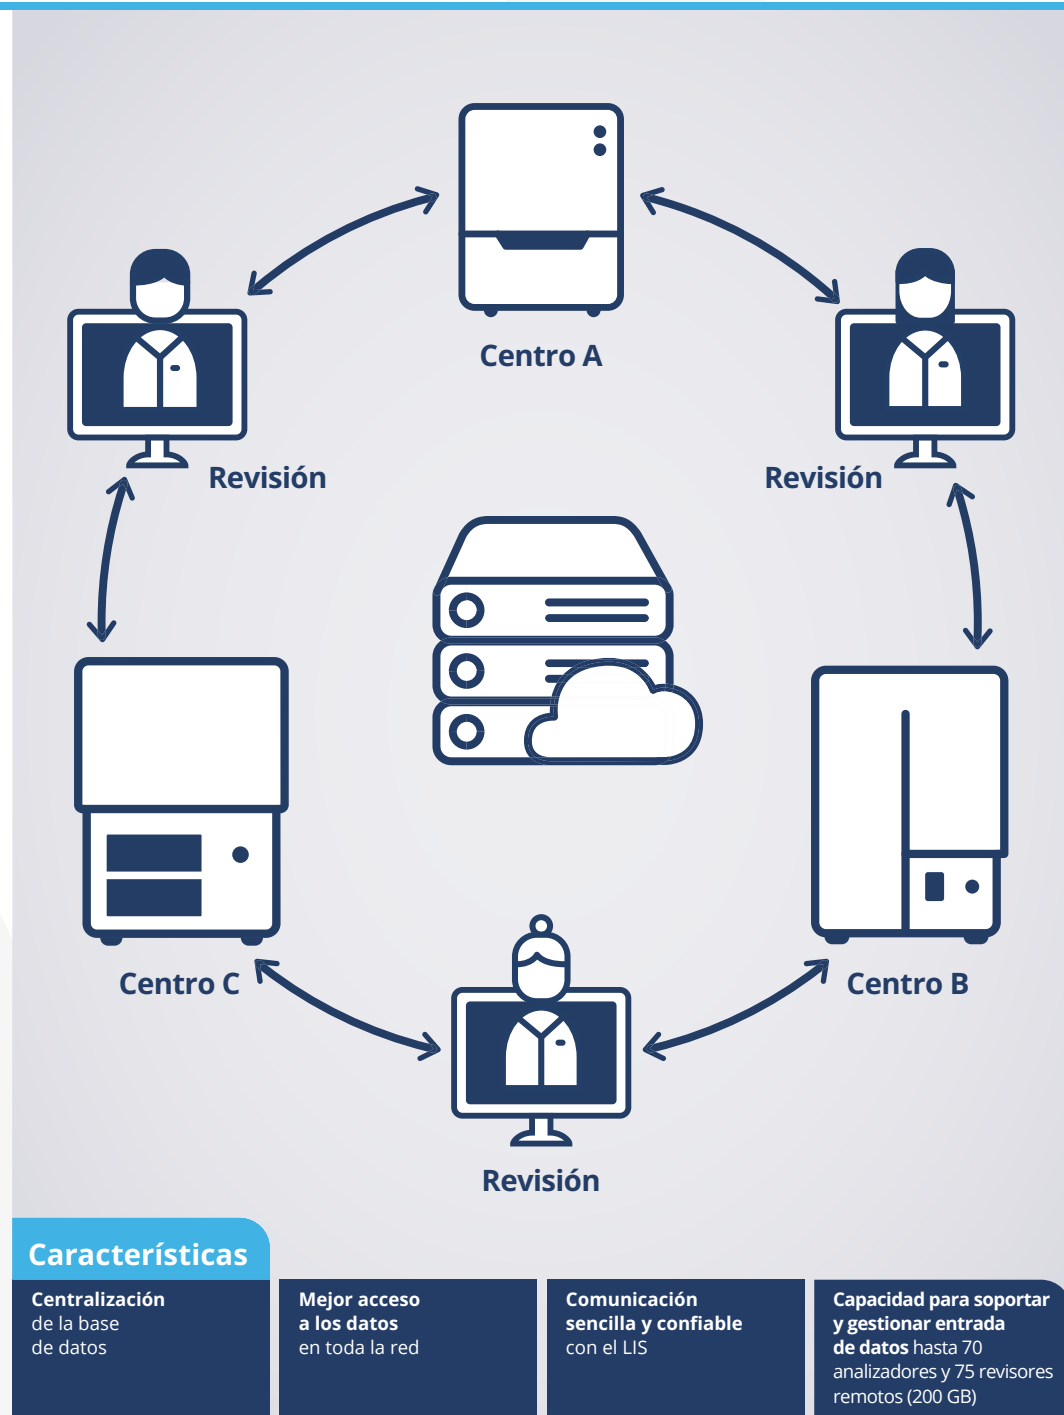 Centro A
Revisión
Revisión
Centro C
Centro B
Revisión
Características
Centralización
de la base
de datos
Mejor acceso
a los datos
en toda la red
Comunicación
sencilla y confiable
con el LIS
Capacidad para soportar
y gestionar entrada
de datos hasta 70
analizadores y 75 revisores
remotos (200 GB)